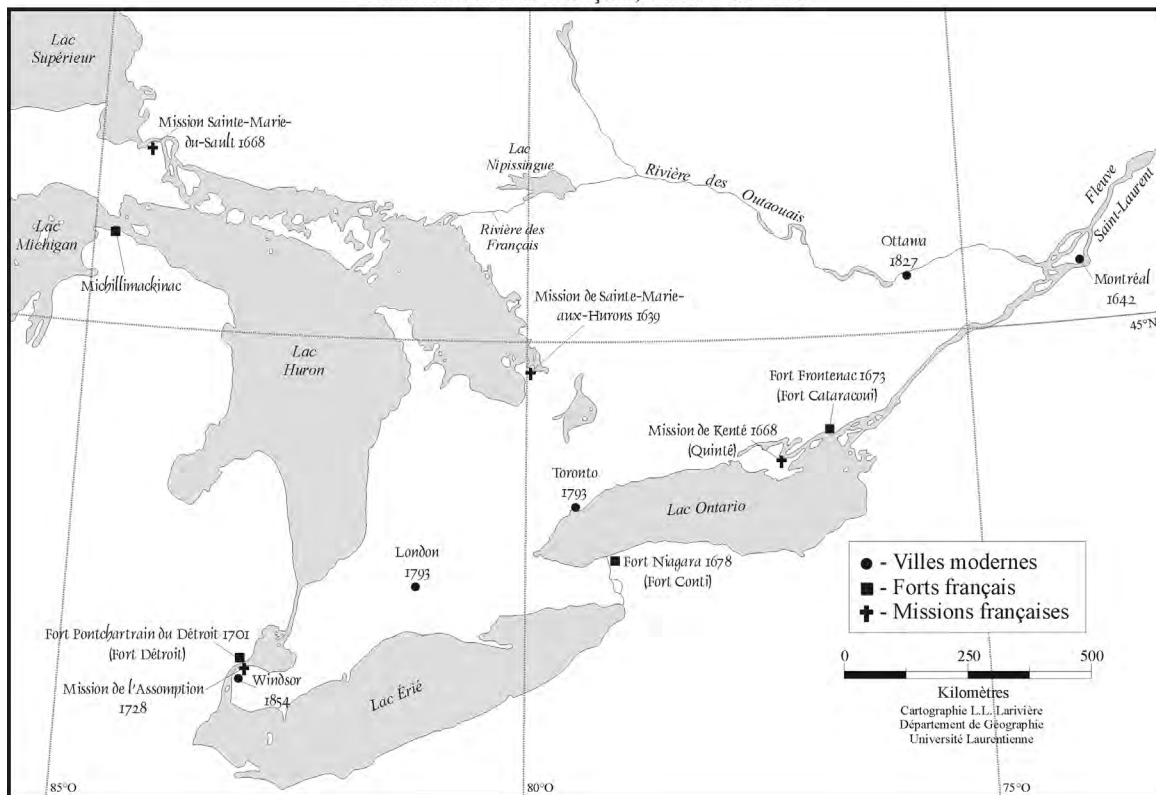 Lac
Supérieur
Mission Sainte-Marie-
du-Sault 1668
Lac
Nipissingue
Rivière des Outaouais
Fleuve
Saint-Laurent
Lac
Michigan
Rivière des
Français
Ottawa
1827
Michillimackinac
Montréal
1642
Mission de Sainte-Marie-
aux-Hurons 1639
45°N
Lac
Huron
Fort Frontenac 1673
(Fort Cataracoui)
Mission de Kenté 1668
(Quinté)
Toronto
1793
Lac Ontario
London
1793
Fort Niagara 1678
(Fort Conti)
- Villes modernes
- Forts français
- Missions françaises
Fort Pontchartrain du Détroit 1701
(Fort Détroit)
Mission de l'Assomption
1728
Windsor
1854
Lac Érié
0 250 500
Kilomètres
Cartographie L.L. Larivière
Département de Géographie
Université Laurentienne
85°O
80°O
75°O